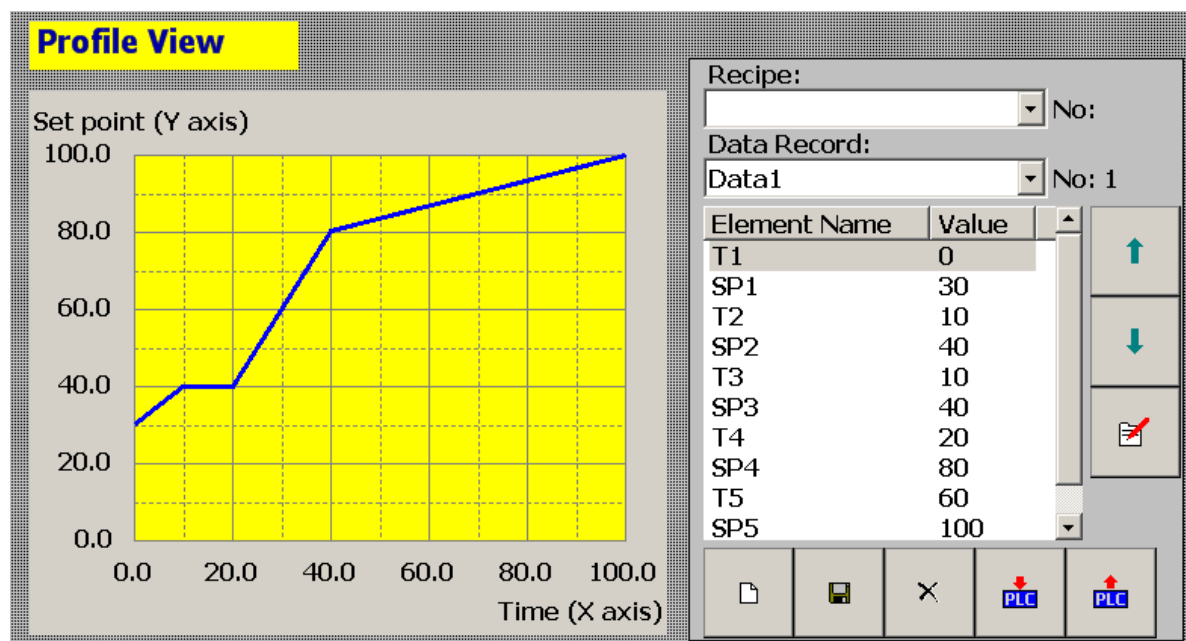 Profile View
Set point (Y axis)
100.0
80.0
60.0
40.0
20.0
0.0
0.0 20.0 40.0 60.0 80.0 100.0
Time (X axis)
Recipe:
No:
Data Record:
Data1 No: 1
Element Name Value
T1 0
SP1 30
T2 10
SP2 40
T3 10
SP3 40
T4 20
SP4 80
T5 60
SP5 100
PLC PLC